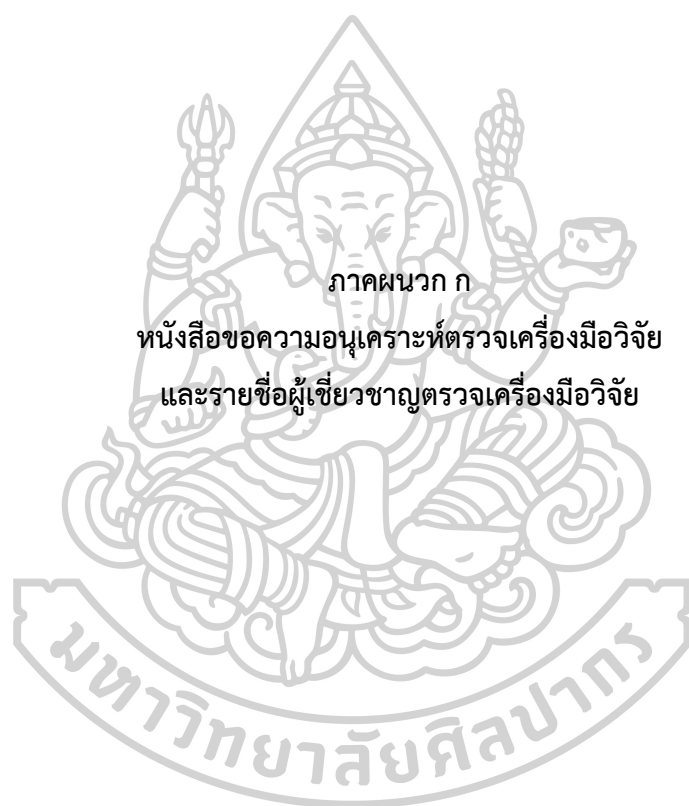 ภาคผนวก ก
หนังสือขอความอนุเคราะห์ตรวจเครื่องมือวิจัย
และรายชื่อผู้เชี่ยวชาญตรวจเครื่องมือวิจัย
มหาวิทยาลัยศิลปากร